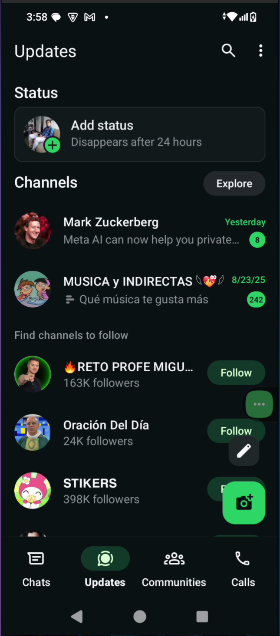 3:58
Updates
Status
Add status
Disappears after 24 hours
Channels
Explore
Mark Zuckerberg
Yesterday
Meta AI can now help you private...
8
MUSICA y INDIRECTAS
8/23/25
Qué música te gusta más
242
Find channels to follow
🔥RETO PROFE MIGU...
163K followers
Follow
Oración Del Día
24K followers
Follow
STIKERS
398K followers
Chats
Updates
Communities
Calls